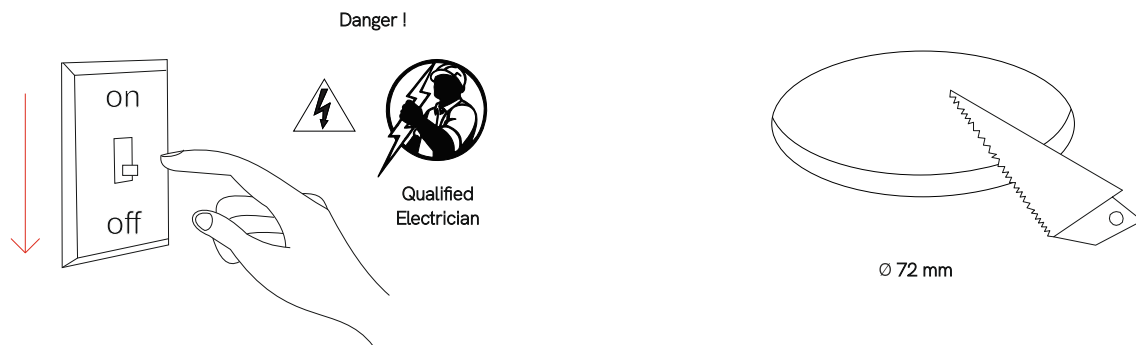 Danger !
on
off
Qualified
Electrician
Ø 72 mm